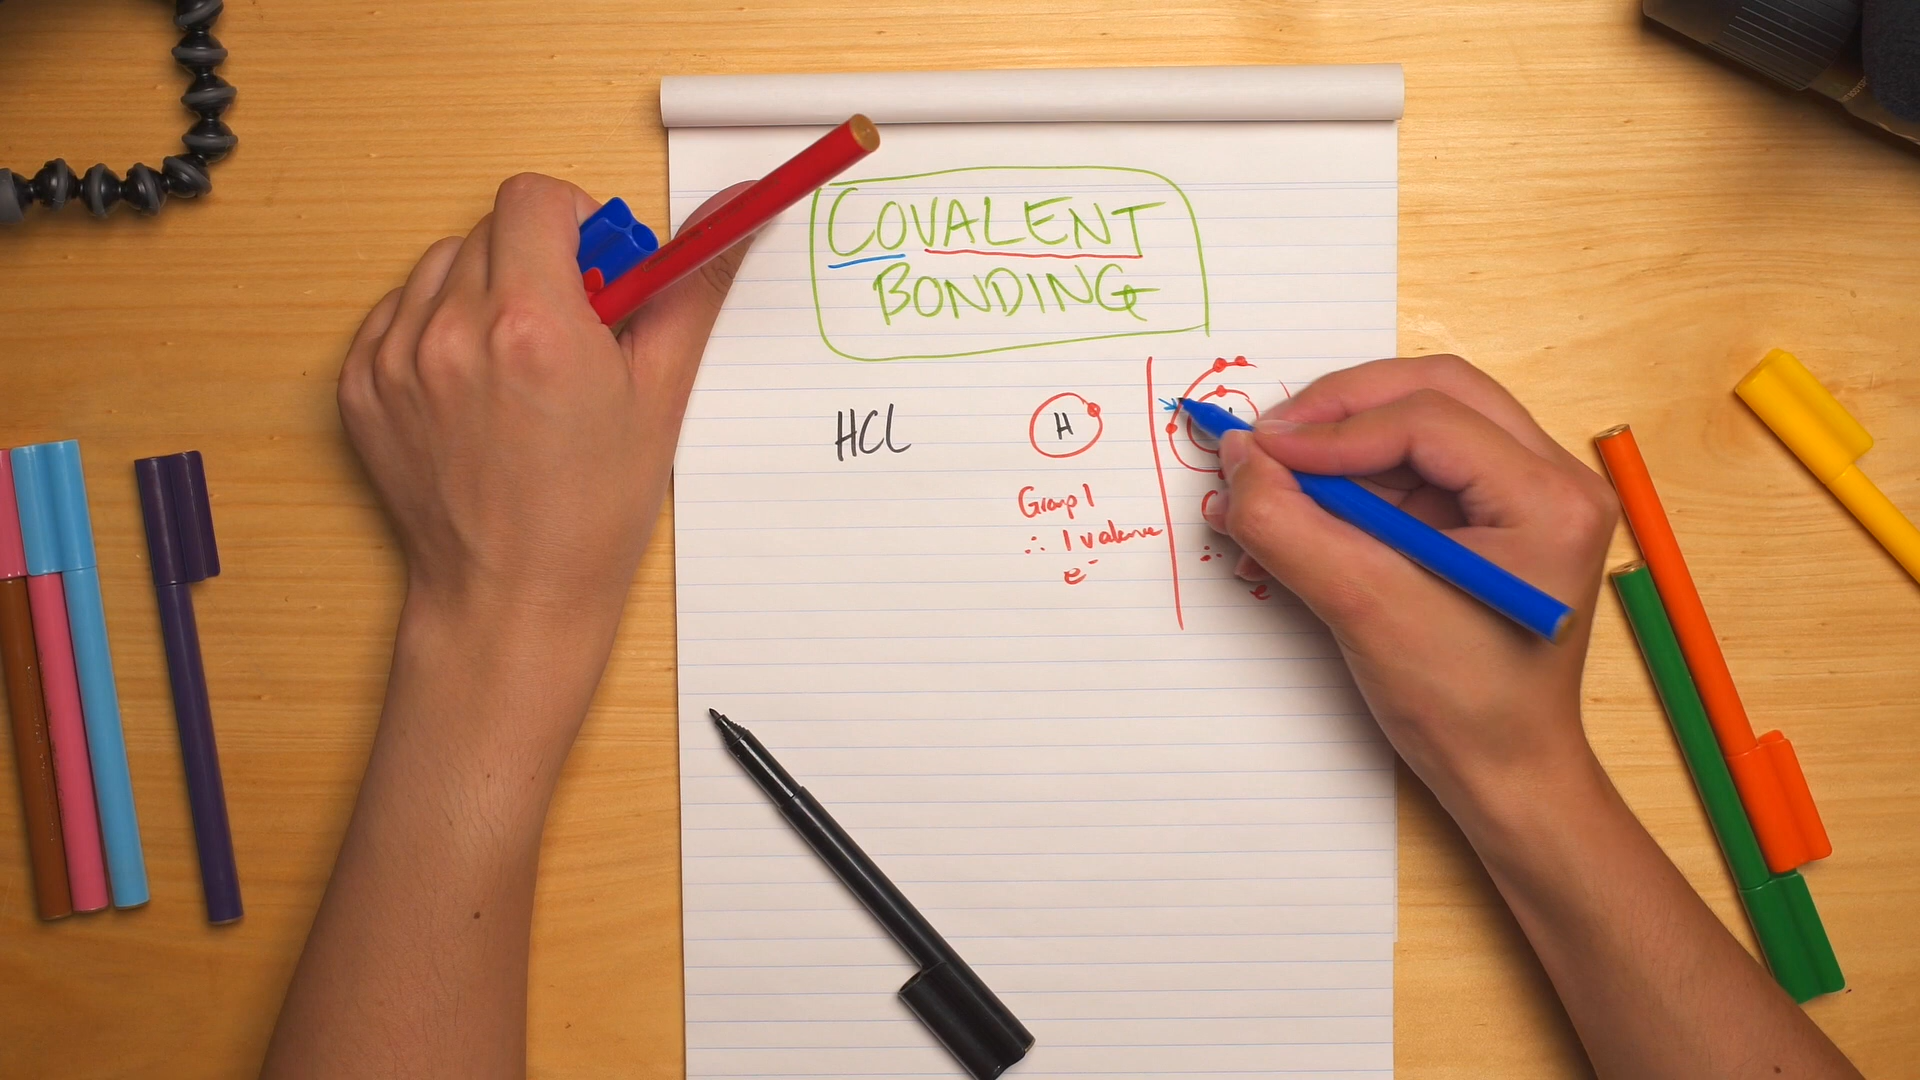 COVALENT
BONDING
HCl
H
Group 1
∴ 1 valence
e⁻
∴
e